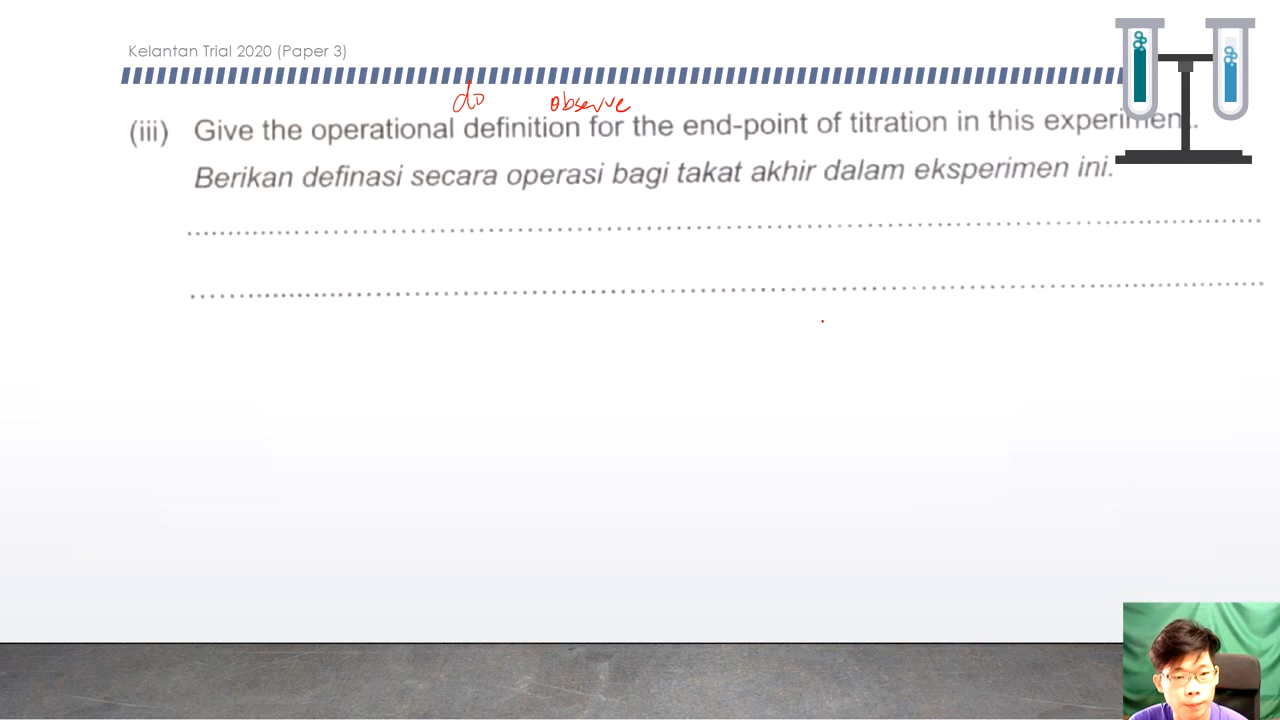 Kelantan Trial 2020 (Paper 3)
do observe
(iii) Give the operational definition for the end-point of titration in this experiment.
Berikan definasi secara operasi bagi takat akhir dalam eksperimen ini.